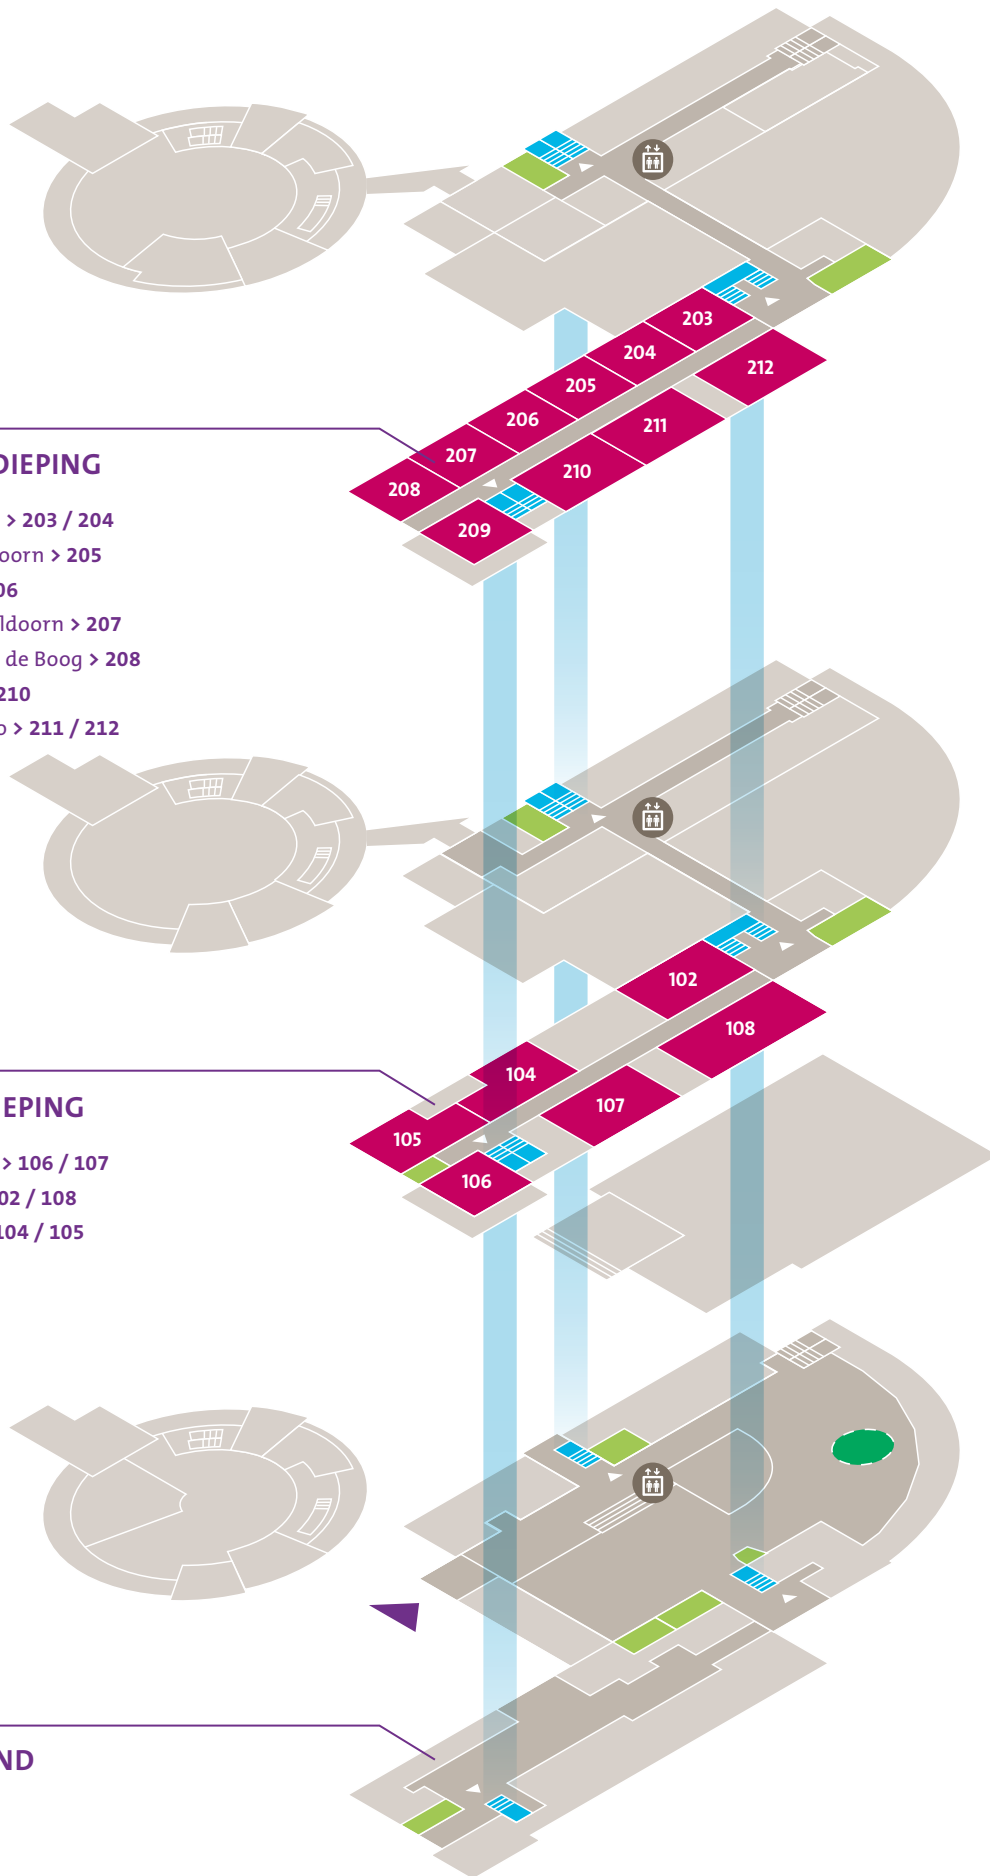 203
204
212
205
206
211
207
210
208
209
DIEPING
> 203 / 204
oorn > 205
06
ldoorn > 207
de Boog > 208
210
o > 211 / 212
102
108
104
107
105
106
EPING
> 106 / 107
02 / 108
104 / 105
ND